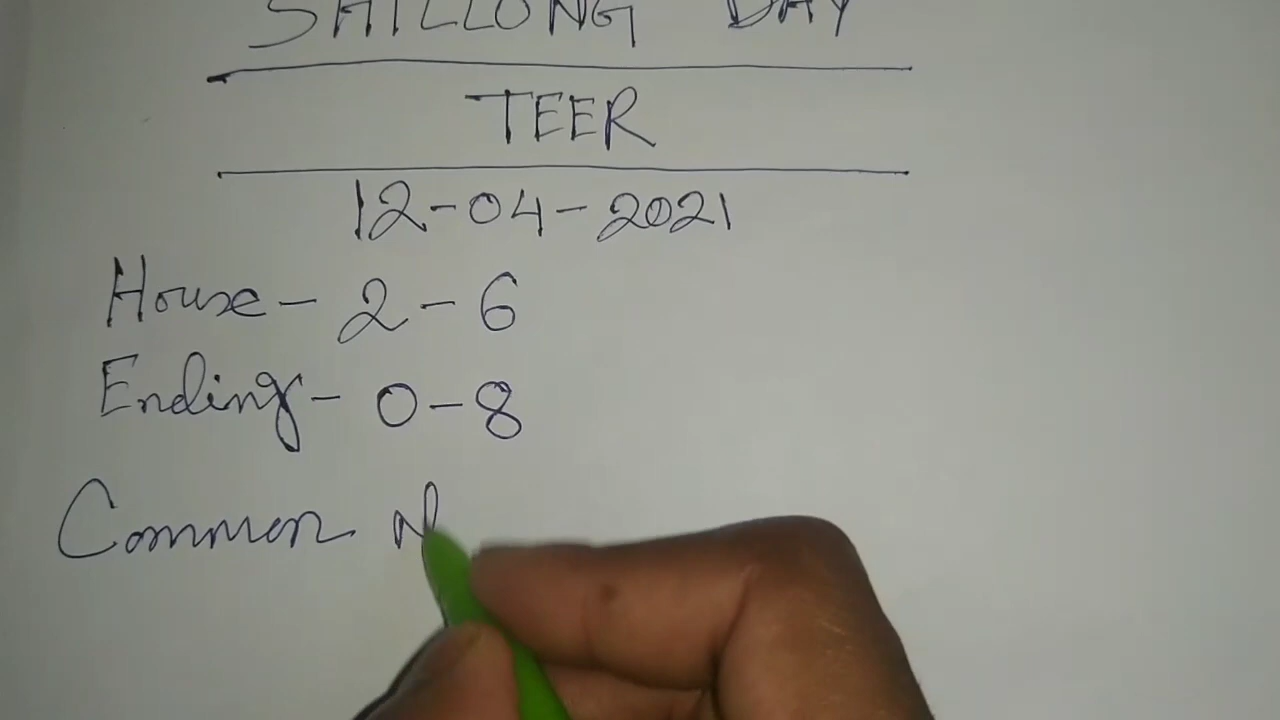 SHILLONG DAY
TEER
12-04-2021
House - 2 - 6
Ending - 0 - 8
Common N